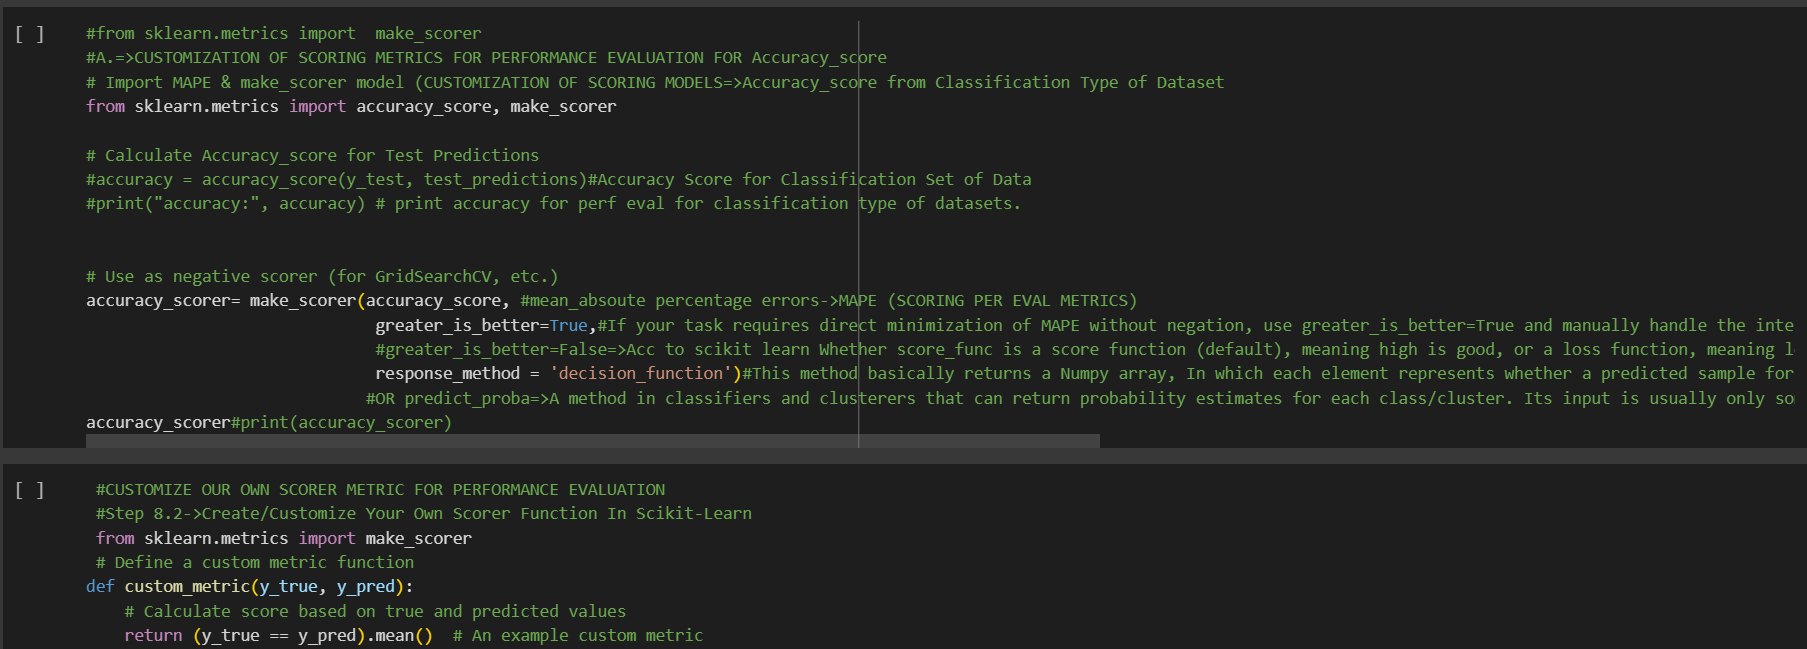 [ ]
#from sklearn.metrics import  make_scorer
#A.=>CUSTOMIZATION OF SCORING METRICS FOR PERFORMANCE EVALUATION FOR Accuracy_score
# Import MAPE & make_scorer model (CUSTOMIZATION OF SCORING MODELS=>Accuracy_score from Classification Type of Dataset
from sklearn.metrics import accuracy_score, make_scorer
# Calculate Accuracy_score for Test Predictions
#accuracy = accuracy_score(y_test, test_predictions)#Accuracy Score for Classification Set of Data
#print("accuracy:", accuracy) # print accuracy for perf eval for classification type of datasets.
# Use as negative scorer (for GridSearchCV, etc.)
accuracy_scorer= make_scorer(accuracy_score, #mean_absoute percentage errors->MAPE (SCORING PER EVAL METRICS)
greater_is_better=True,#If your task requires direct minimization of MAPE without negation, use greater_is_better=True and manually handle the inte
#greater_is_better=False=>Acc to scikit learn Whether score_func is a score function (default), meaning high is good, or a loss function, meaning
response_method = 'decision_function')#This method basically returns a Numpy array, In which each element represents whether a predicted sample for
#OR predict_proba=>A method in classifiers and clusterers that can return probability estimates for each class/cluster. Its input is usually only
accuracy_scorer#print(accuracy_scorer)
[ ]
#CUSTOMIZE OUR OWN SCORER METRIC FOR PERFORMANCE EVALUATION
#Step 8.2->Create/Customize Your Own Scorer Function In Scikit-Learn
from sklearn.metrics import make_scorer
# Define a custom metric function
def custom_metric(y_true, y_pred):
# Calculate score based on true and predicted values
return (y_true == y_pred).mean()  # An example custom metric